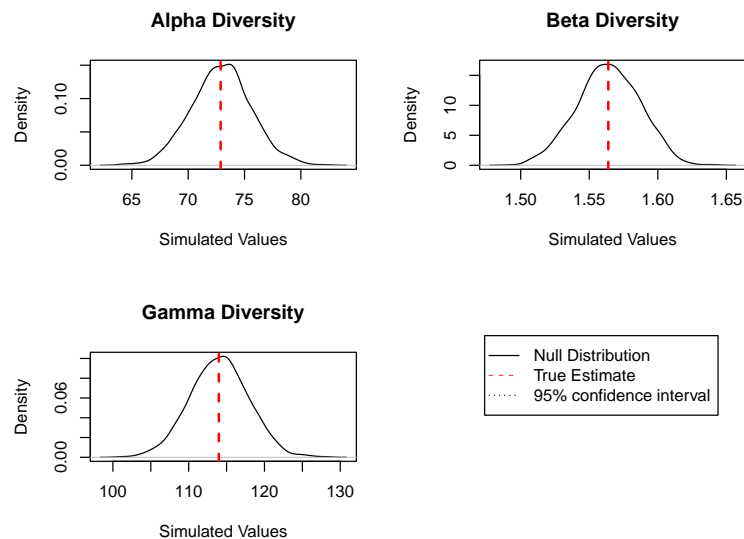 Alpha Diversity
Density
0.00 0.10
65 70 75 80
Simulated Values
Beta Diversity
Density
0 5 10
1.50 1.55 1.60 1.65
Simulated Values
Gamma Diversity
Density
0.00 0.06
100 110 120 130
Simulated Values
Null Distribution
True Estimate
95% confidence interval